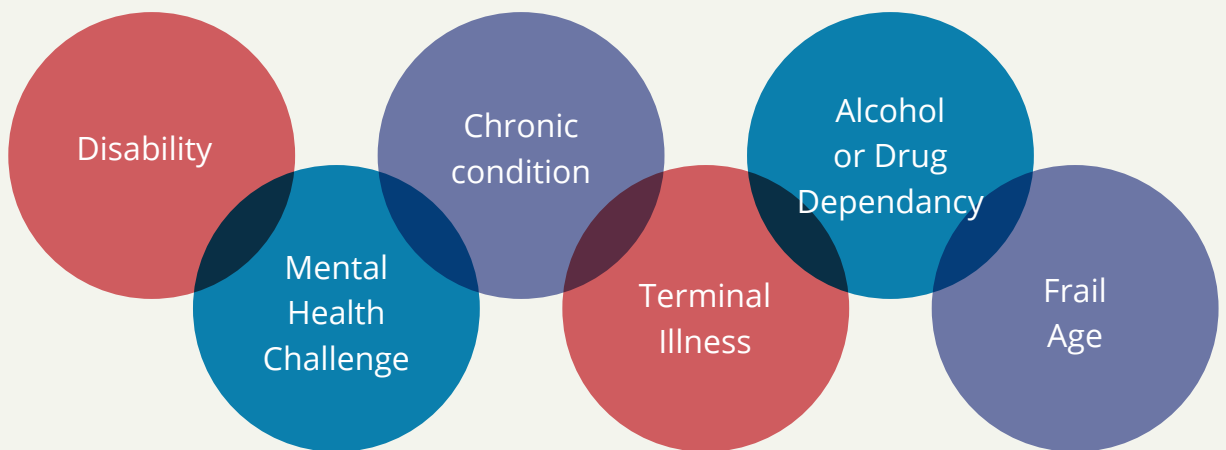 Disability
Mental
Health
Challenge
Chronic
condition
Terminal
Illness
Alcohol
or Drug
Dependancy
Frail
Age